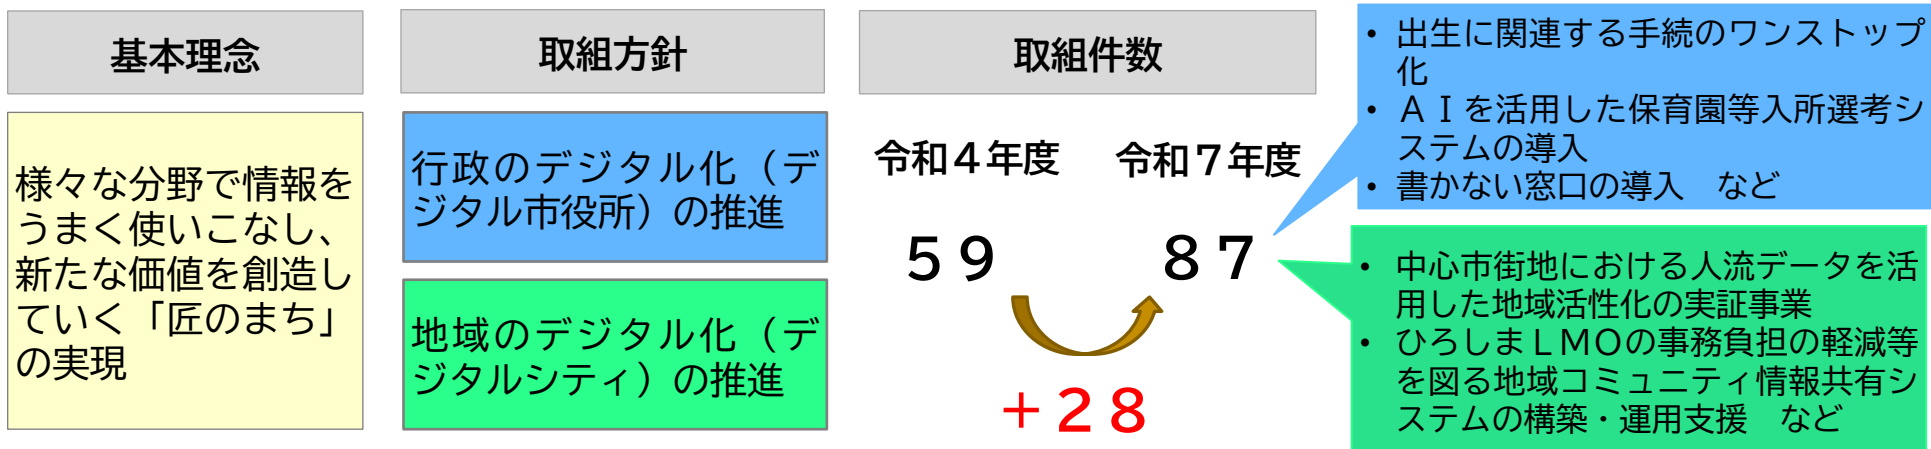 基本理念
様々な分野で情報を
うまく使いこなし、
新たな価値を創造し
ていく「匠のまち」
の実現
取組方針
行政のデジタル化（デ
ジタル市役所）の推進
地域のデジタル化（デ
ジタルシティ）の推進
取組件数
令和４年度　令和７年度
５９　８７
＋２８
• 出生に関連する手続のワンストップ
化
• ＡＩを活用した保育園等入所選考シ
ステムの導入
• 書かない窓口の導入　など
• 中心市街地における人流データを活
用した地域活性化の実証事業
• ひろしまＬＭＯの事務負担の軽減等
を図る地域コミュニティ情報共有シ
ステムの構築・運用支援　など